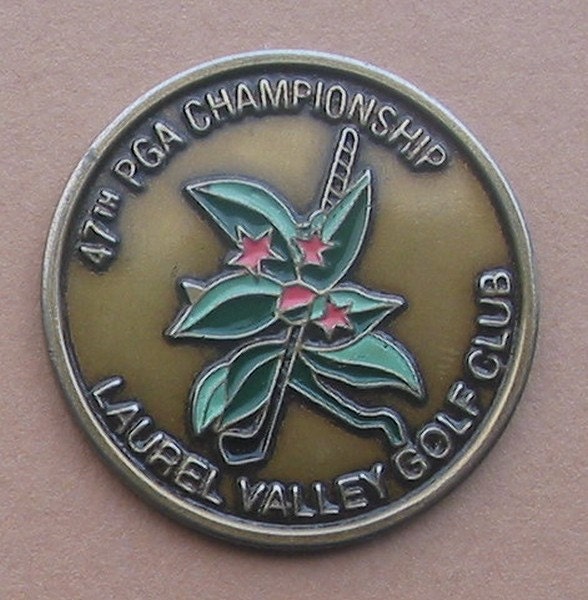 47TH PGA CHAMPIONSHIP
LAUREL VALLEY GOLF CLUB